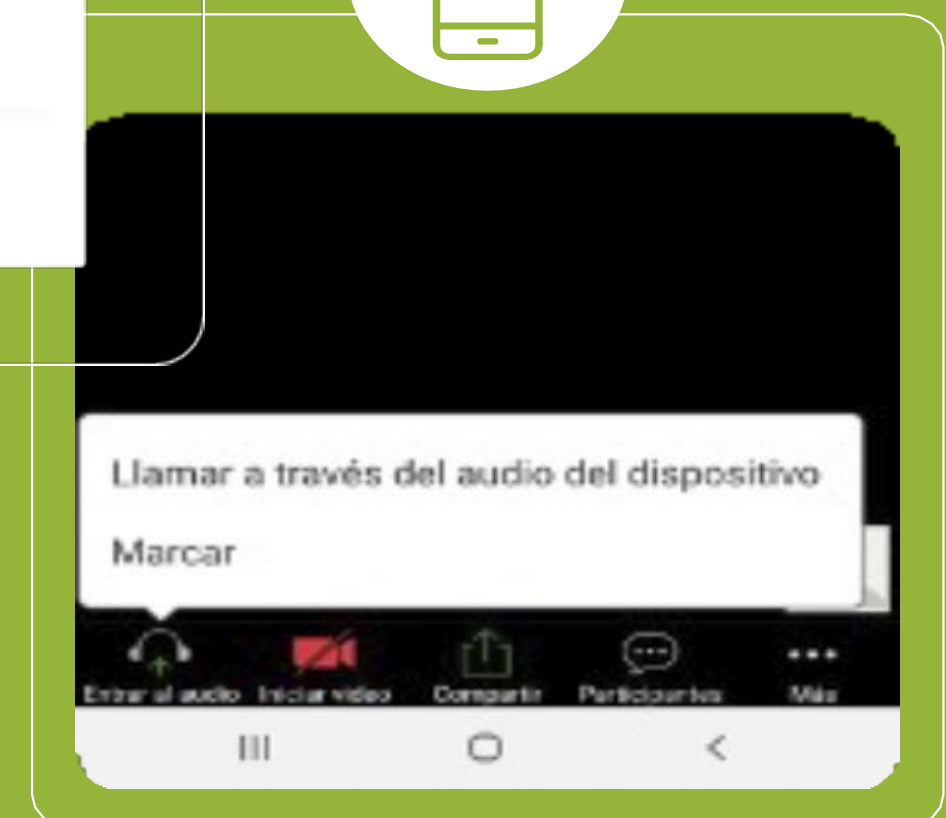 Llamar a través del audio del dispositivo
Marcar
Entrar al audio Iniciar video Compartir Participantes Más